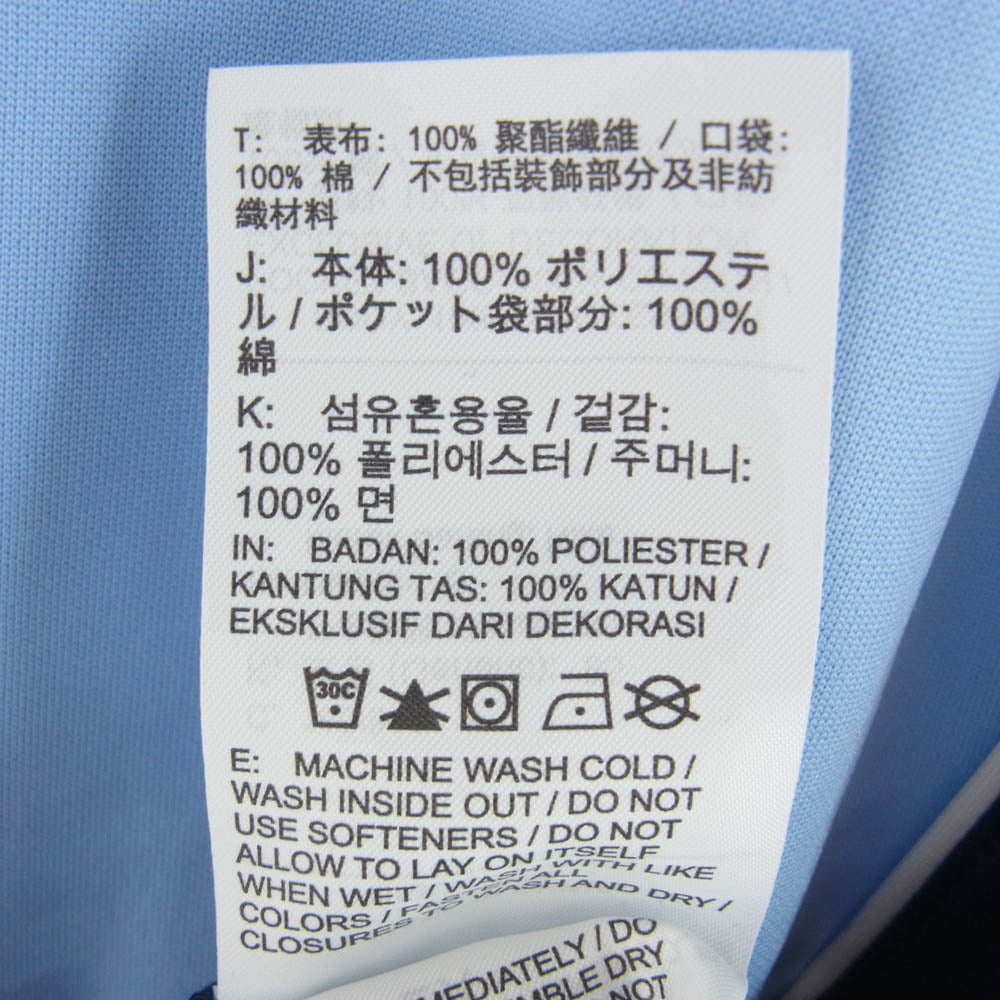 T: 表布: 100% 聚酯纖維 / 口袋:
100% 棉 / 不包括裝飾部分及非紡
織材料
J: 本体: 100% ポリエステ
ル / ポケット袋部分: 100%
綿
K: 섬유혼용율 / 겉감:
100% 폴리에스터 / 주머니:
100% 면
IN: BADAN: 100% POLIESTER /
KANTUNG TAS: 100% KATUN /
EKSKLUSIF DARI DEKORASI
30C
E: MACHINE WASH COLD /
WASH INSIDE OUT / DO NOT
USE SOFTENERS / DO NOT
ALLOW TO LAY ON ITSELF
WHEN WET / WASH WITH LIKE
COLORS / FASTEN ALL
CLOSURES TO WASH AND DRY /
MEDIATELY / DO
MBLE DRY